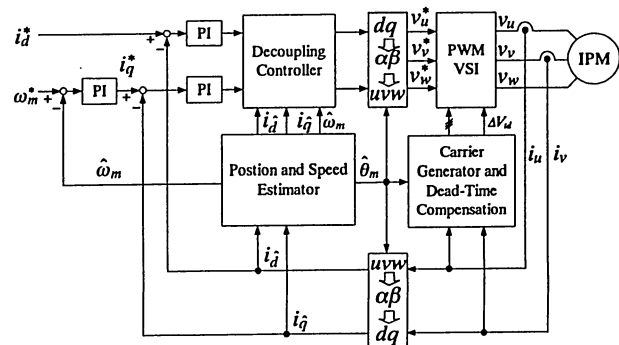 i_d^*
PI
Decoupling
Controller
dq
αβ
uvw
v_u^*
v_v^*
v_w^*
PWM
VSI
v_u
v_v
v_w
IPM
+
−
i_q^*
ω_m^*
+
−
PI
+
−
PI
i_d̂
i_q̂
ω̂_m
ΔV_id
ω̂_m
Postion and Speed
Estimator
θ̂_m
Carrier
Generator and
Dead-Time
Compensation
i_u
i_v
i_d̂
i_q̂
uvw
αβ
dq